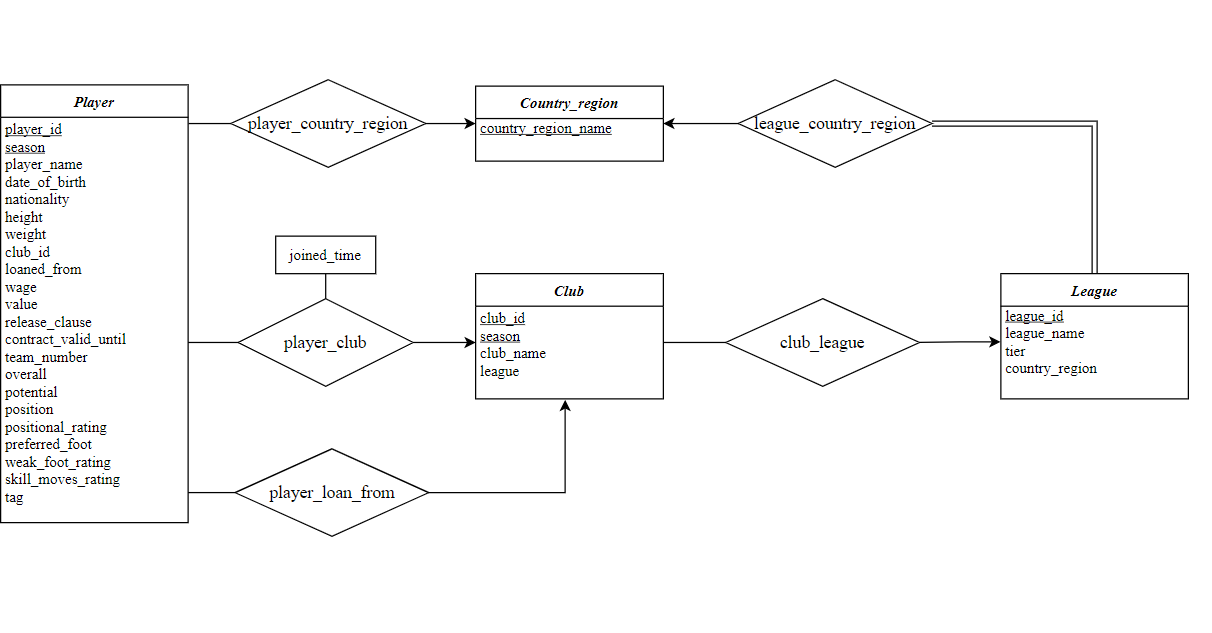 Player
player_id
season
player_name
date_of_birth
nationality
height
weight
club_id
loaned_from
wage
value
release_clause
contract_valid_until
team_number
overall
potential
position
positional_rating
preferred_foot
weak_foot_rating
skill_moves_rating
tag
player_country_region
Country_region
country_region_name
league_country_region
joined_time
player_club
Club
club_id
season
club_name
league
club_league
League
league_id
league_name
tier
country_region
player_loan_from